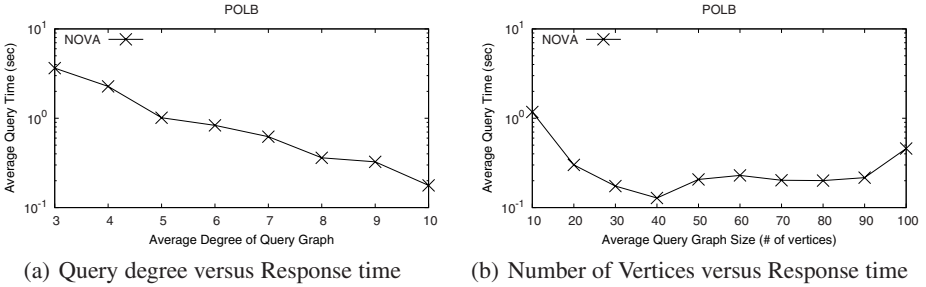 POLB
NOVA
Average Query Time (sec)
10^1
10^0
10^-1
3 4 5 6 7 8 9 10
Average Degree of Query Graph
(a) Query degree versus Response time
POLB
NOVA
Average Query Time (sec)
10^1
10^0
10^-1
10 20 30 40 50 60 70 80 90 100
Average Query Graph Size (# of vertices)
(b) Number of Vertices versus Response time